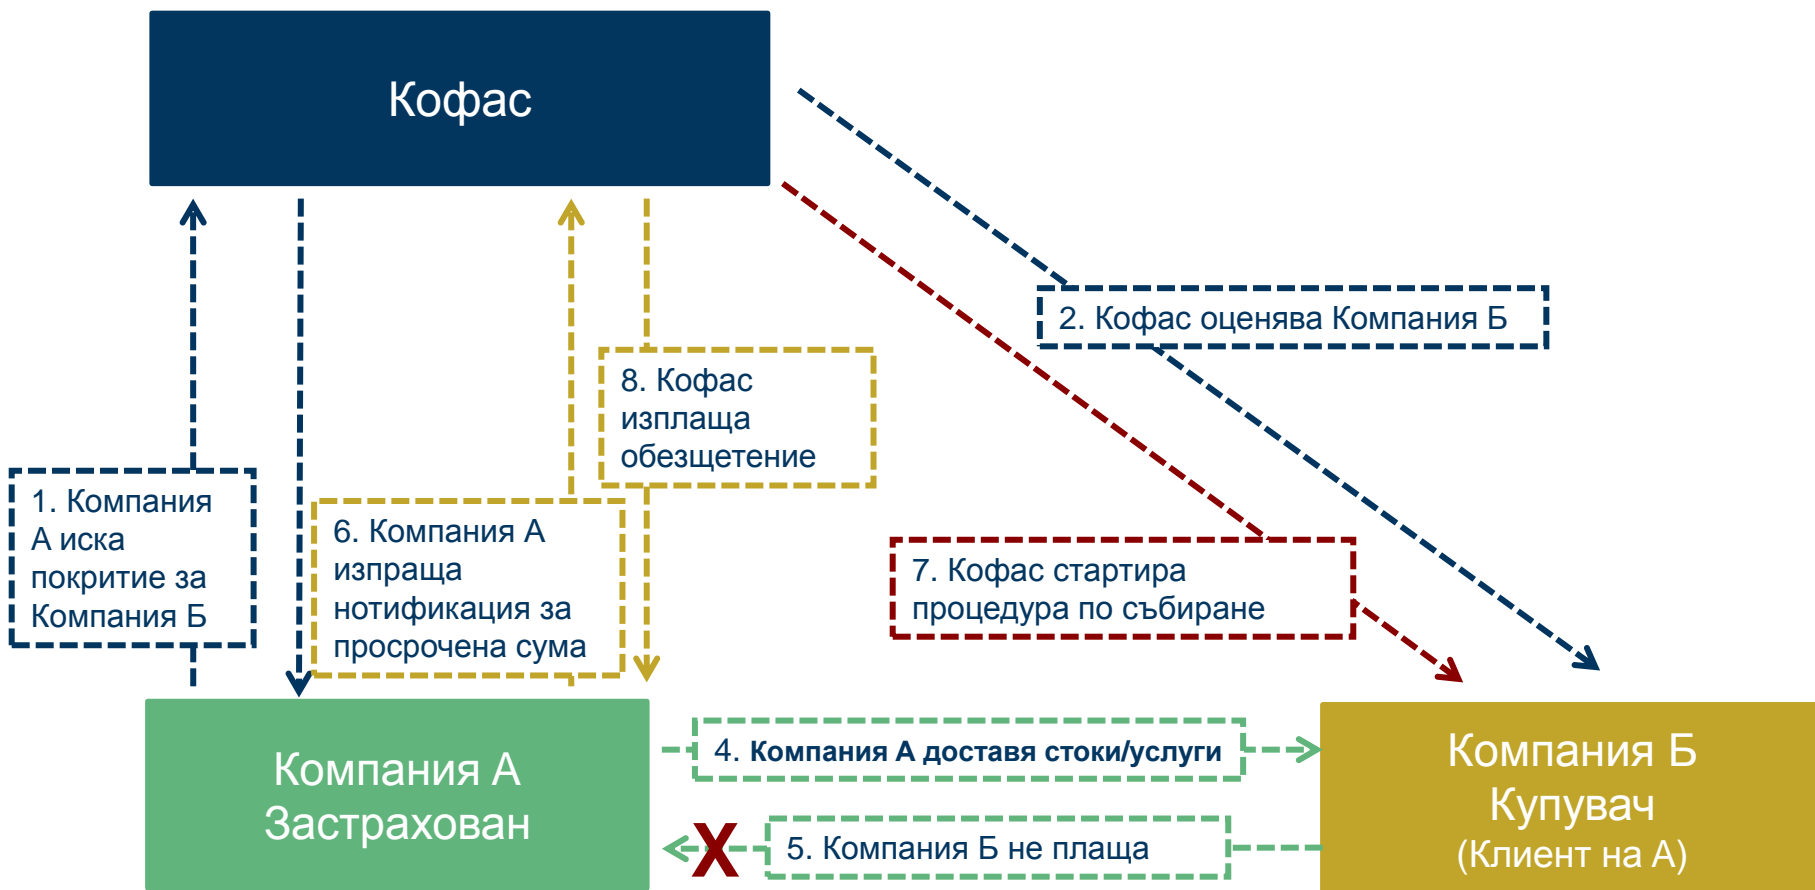 Кофас
2. Кофас оценява Компания Б
8. Кофас
изплаща
обезщетение
1. Компания
А иска
покритие за
Компания Б
6. Компания А
изпраща
нотификация за
просрочена сума
7. Кофас стартира
процедура по събиране
Компания А
Застрахован
4. Компания А доставя стоки/услуги
X
5. Компания Б не плаща
Компания Б
Купувач
(Клиент на А)